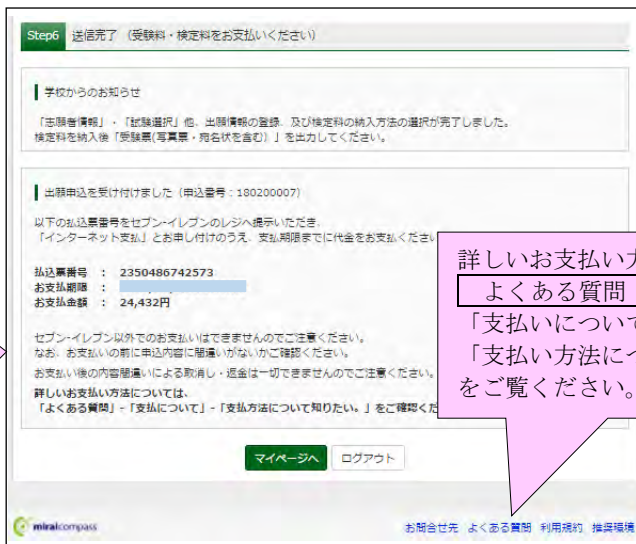 Step6 送信完了（受験料・検定料をお支払いください）
学校からのお知らせ
「志願者情報」・「試験選択」他、出願情報の登録、及び検定料の納入方法の選択が完了しました。
検定料を納入後「受験票(写真票・宛名状を含む）」を出力してください。
出願申込を受け付けました（申込番号：180200007）
以下の払込票番号をセブン-イレブンのレジへ提示いただき、
「インターネット支払」とお申し付けのうえ、支払期限までに代金をお支払くださ
払込票番号 ： 2350486742573
お支払期限 ：
お支払金額 ： 24,432円
セブン-イレブン以外でのお支払いはできませんのでご注意ください。
なお、お支払いの前に申込内容に間違いがないかご確認ください。
お支払い後の内容間違いによる取消し・返金は一切できませんのでご注意ください。
詳しいお支払い方法については、
「よくある質問」-「支払について」-「支払方法について知りたい。」をご確認くだ
詳しいお支払い方
よくある質問
「支払いについて
「支払い方法につ
をご覧ください。
マイページへ ログアウト
miraicompass
お問合せ先 よくある質問 利用規約 推奨環境